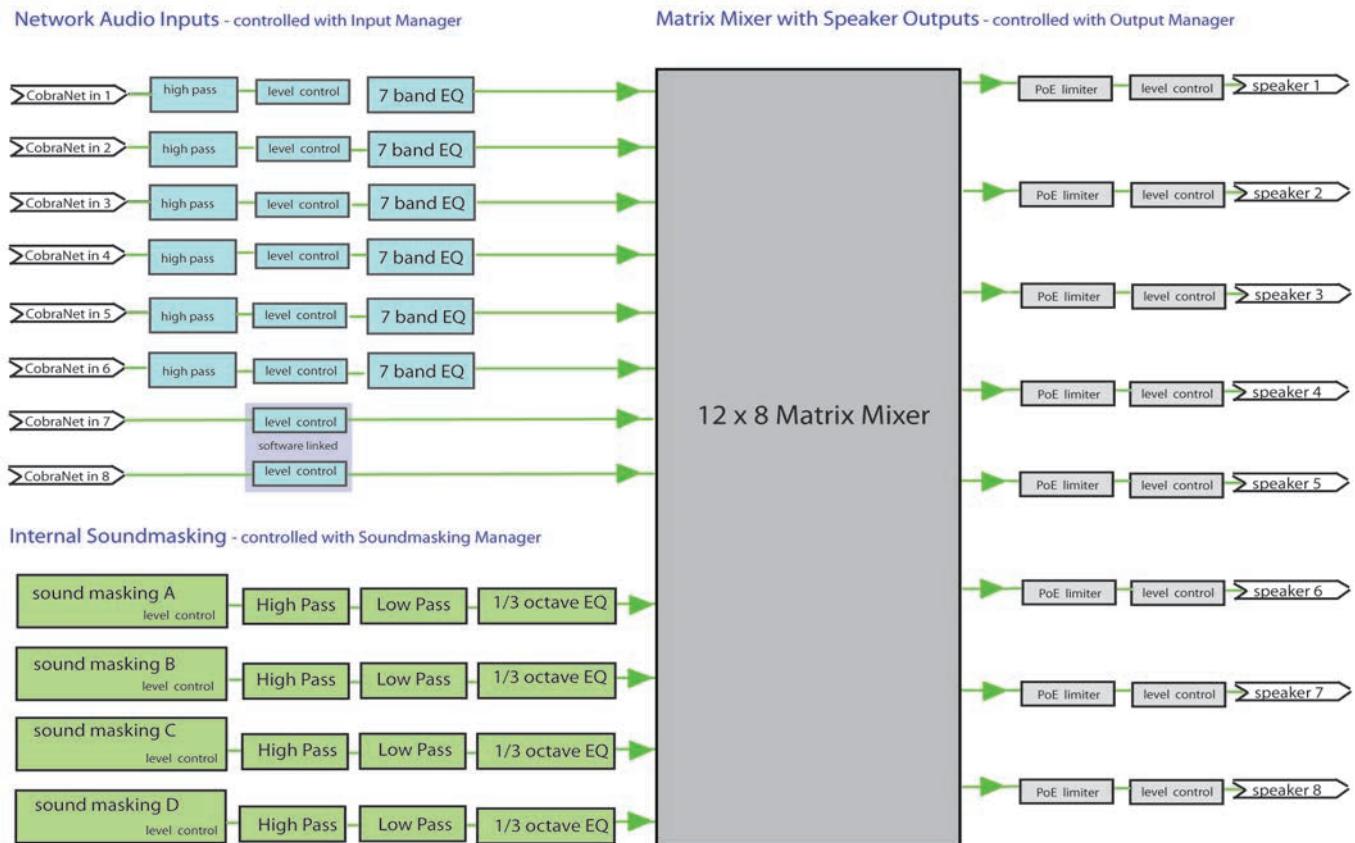 Network Audio Inputs - controlled with Input Manager
Matrix Mixer with Speaker Outputs - controlled with Output Manager
CobraNet in 1 high pass level control 7 band EQ
CobraNet in 2 high pass level control 7 band EQ
CobraNet in 3 high pass level control 7 band EQ
CobraNet in 4 high pass level control 7 band EQ
CobraNet in 5 high pass level control 7 band EQ
CobraNet in 6 high pass level control 7 band EQ
CobraNet in 7 level control
software linked
CobraNet in 8 level control
Internal Soundmasking - controlled with Soundmasking Manager
sound masking A
level control
High Pass Low Pass 1/3 octave EQ
sound masking B
level control
High Pass Low Pass 1/3 octave EQ
sound masking C
level control
High Pass Low Pass 1/3 octave EQ
sound masking D
level control
High Pass Low Pass 1/3 octave EQ
12 x 8 Matrix Mixer
PoE limiter level control speaker 1
PoE limiter level control speaker 2
PoE limiter level control speaker 3
PoE limiter level control speaker 4
PoE limiter level control speaker 5
PoE limiter level control speaker 6
PoE limiter level control speaker 7
PoE limiter level control speaker 8